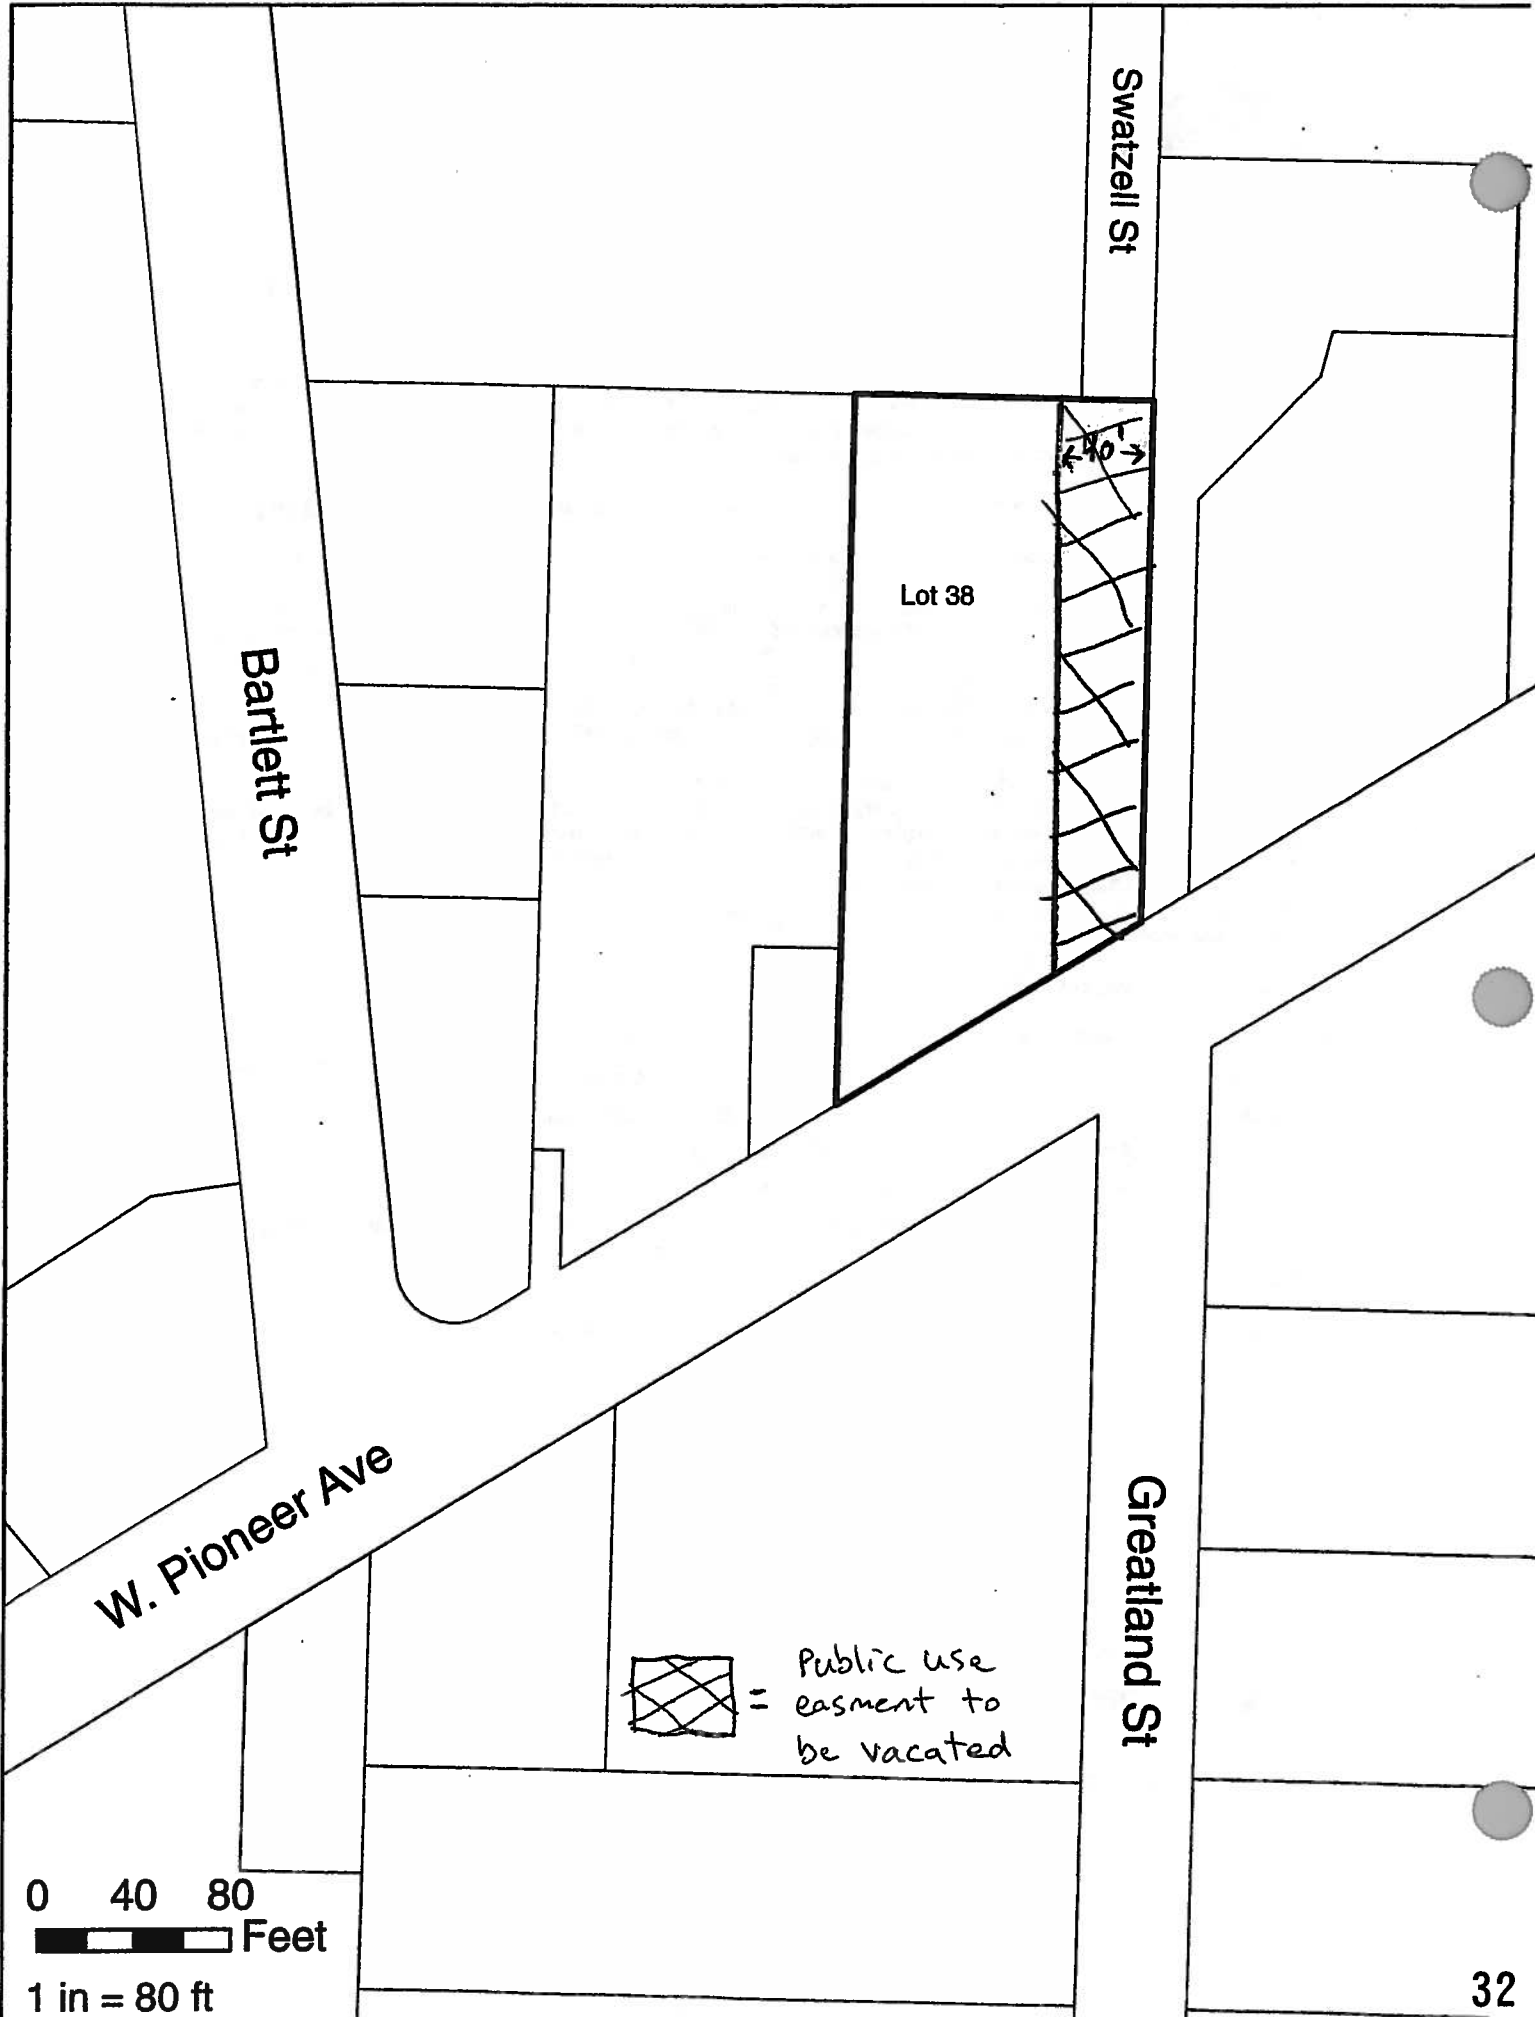 Swatzell St
40'
Lot 38
Bartlett St
W. Pioneer Ave
Greatland St
= Public use
easment to
be vacated
0 40 80
Feet
1 in = 80 ft
32